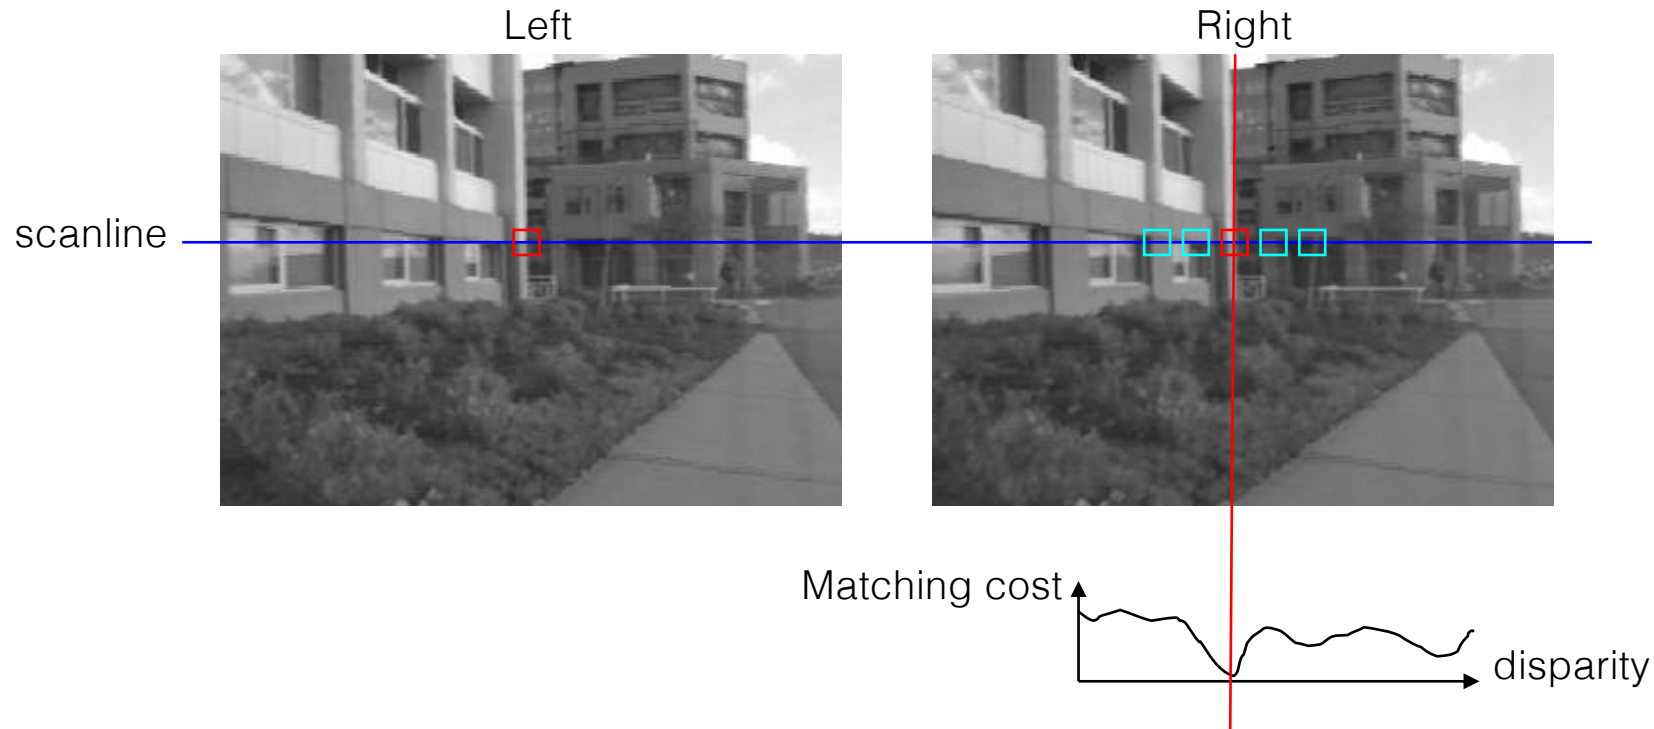 Left
Right
scanline
Matching cost
disparity